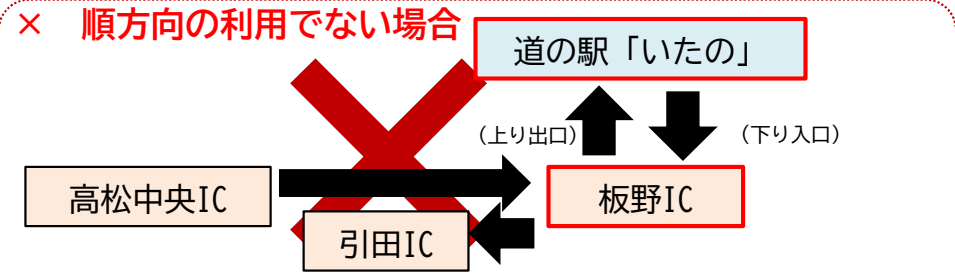 × 順方向の利用でない場合
道の駅「いたの」
(上り出口)
(下り入口)
高松中央IC
板野IC
引田IC